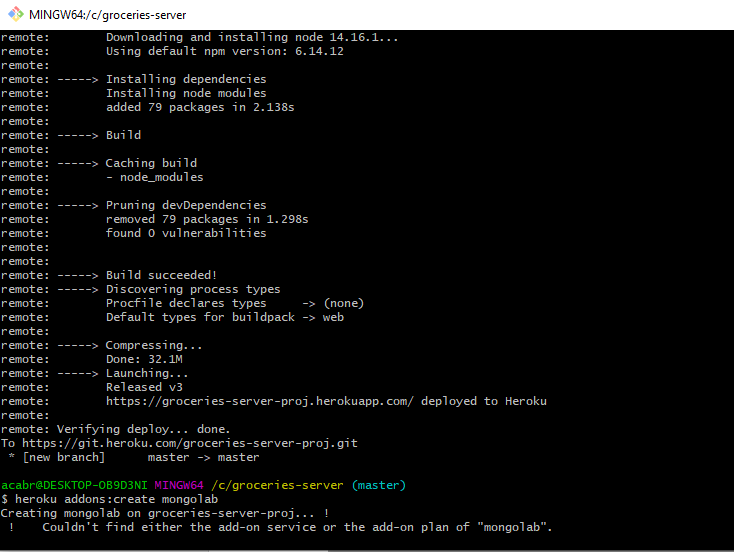 MINGW64:/c/groceries-server
remote:        Downloading and installing node 14.16.1...
remote:        Using default npm version: 6.14.12
remote:
remote: -----> Installing dependencies
remote:        Installing node modules
remote:        added 79 packages in 2.138s
remote:
remote: -----> Build
remote:
remote: -----> Caching build
remote:        - node_modules
remote:
remote: -----> Pruning devDependencies
remote:        removed 79 packages in 1.298s
remote:        found 0 vulnerabilities
remote:
remote:
remote: -----> Build succeeded!
remote: -----> Discovering process types
remote:        Procfile declares types     -> (none)
remote:        Default types for buildpack -> web
remote:
remote: -----> Compressing...
remote:        Done: 32.1M
remote: -----> Launching...
remote:        Released v3
remote:        https://groceries-server-proj.herokuapp.com/ deployed to Heroku
remote:
remote: Verifying deploy... done.
To https://git.heroku.com/groceries-server-proj.git
 * [new branch]      master -> master
acabr@DESKTOP-OB9D3NI MINGW64 /c/groceries-server (master)
$ heroku addons:create mongolab
Creating mongolab on groceries-server-proj... !
 !    Couldn't find either the add-on service or the add-on plan of "mongolab".